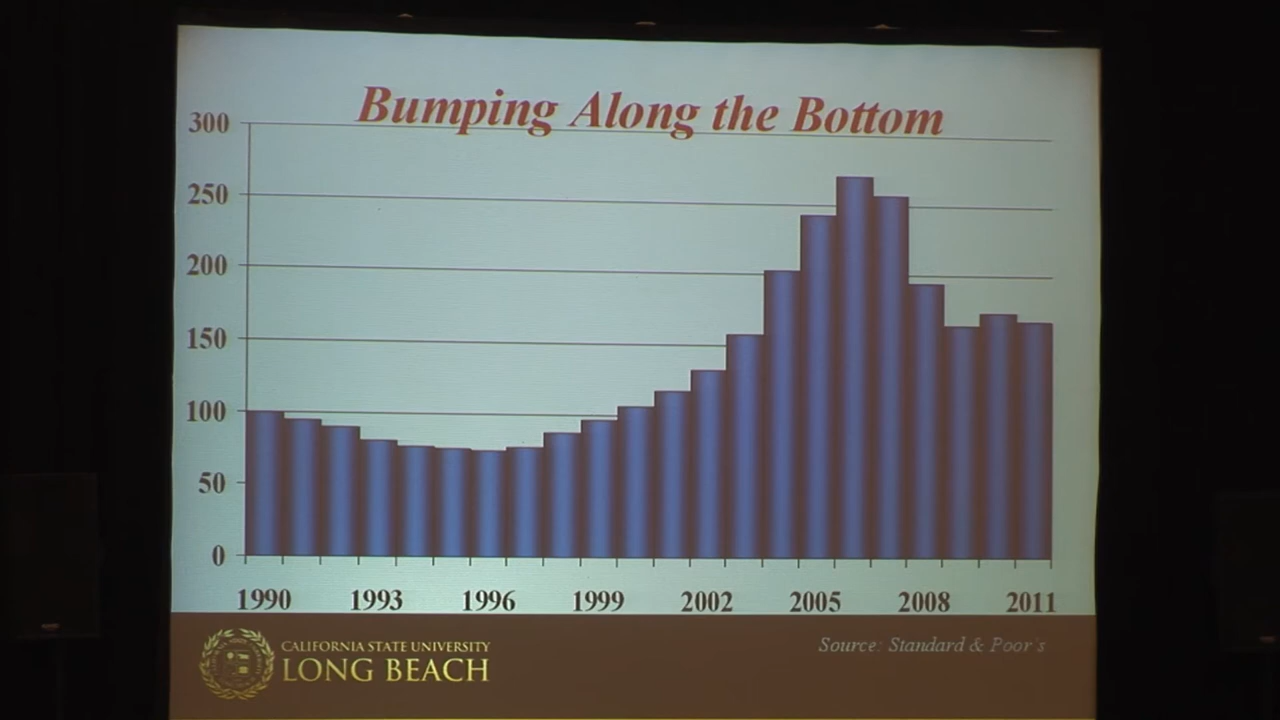 Bumping Along the Bottom
300
250
200
150
100
50
0
1990 1993 1996 1999 2002 2005 2008 2011
CALIFORNIA STATE UNIVERSITY
LONG BEACH
Source: Standard & Poor's